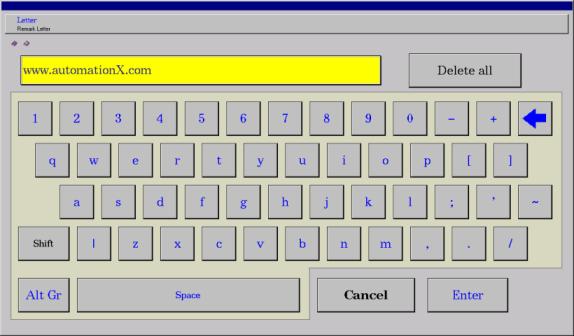 Letter
Remark Letter
www.automationX.com
Delete all
1 2 3 4 5 6 7 8 9 0 - +
q w e r t y u i o p [ ]
a s d f g h j k l ; ' ~
Shift | z x c v b n m , . /
Alt Gr Space Cancel Enter